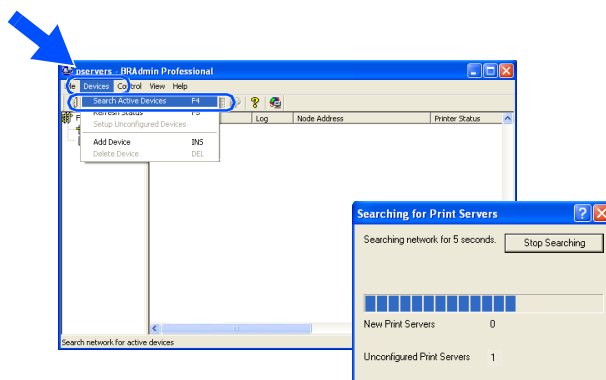 pservers - BRAdmin Professional
Devices Control View Help
Search Active Devices F4
Refresh Status F5
Setup Unconfigured Devices
Add Device INS
Delete Device DEL
Log Node Address Printer Status
Search network for active devices
Searching for Print Servers
Searching network for 5 seconds.
Stop Searching
New Print Servers 0
Unconfigured Print Servers 1